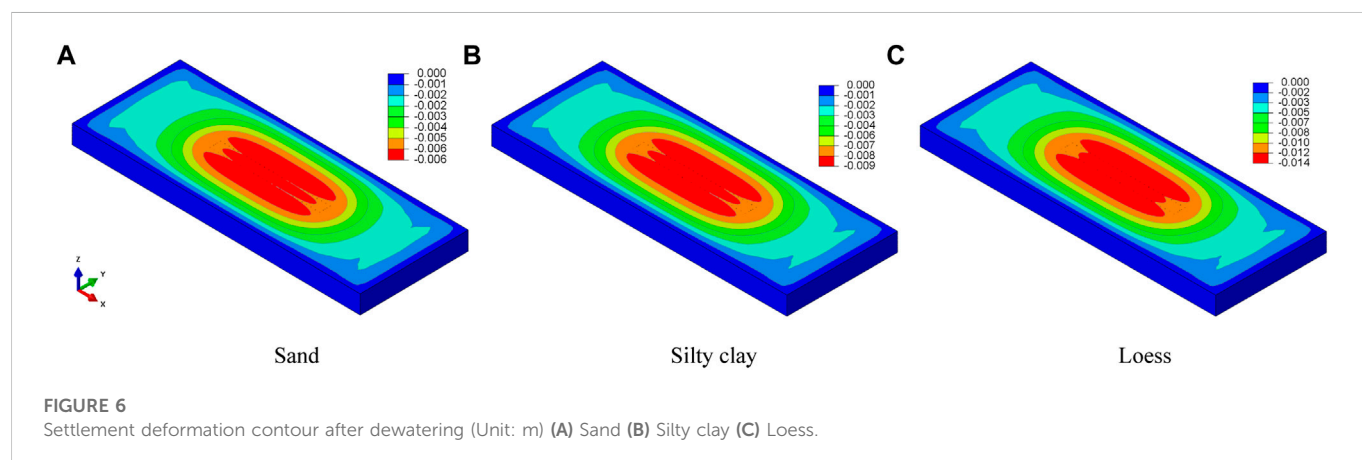 A
0.000
-0.001
-0.002
-0.002
-0.003
-0.004
-0.005
-0.006
-0.006
B
0.000
-0.001
-0.002
-0.003
-0.004
-0.006
-0.007
-0.008
-0.009
C
0.000
-0.002
-0.003
-0.005
-0.007
-0.008
-0.010
-0.012
-0.014
Z
Y
X
Sand
Silty clay
Loess
FIGURE 6
Settlement deformation contour after dewatering (Unit: m) (A) Sand (B) Silty clay (C) Loess.